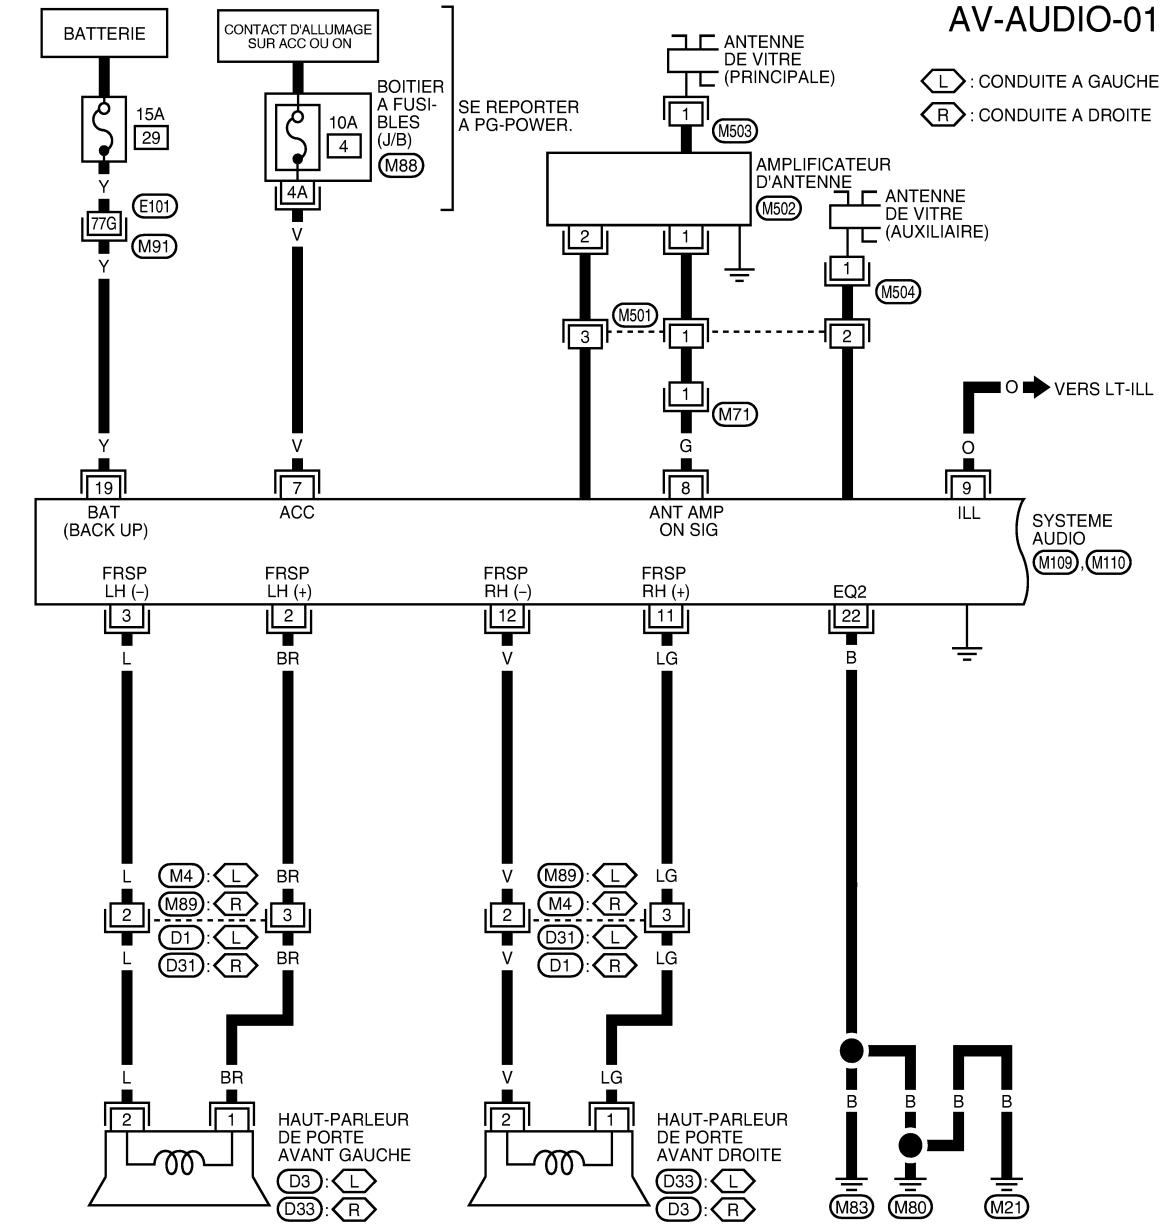 AV-AUDIO-01
BATTERIE
CONTACT D'ALLUMAGE
SUR ACC OU ON
ANTENNE
DE VITRE
(PRINCIPALE)
L : CONDUITE A GAUCHE
R : CONDUITE A DROITE
15A
29
10A
4
BOITIER
A FUSI-
BLES
(J/B)
M88
SE REPORTER
A PG-POWER.
1
M503
AMPLIFICATEUR
D'ANTENNE
M502
4A
Y
V
77G
E101
M91
Y
2
1
ANTENNE
DE VITRE
(AUXILIAIRE)
1
M504
M501
3
1
2
1
M71
O
VERS LT-ILL
Y
V
G
O
19
7
8
9
BAT
(BACK UP)
ACC
ANT AMP
ON SIG
ILL
SYSTEME
AUDIO
M109 , M110
FRSP
LH (–)
FRSP
LH (+)
FRSP
RH (–)
FRSP
RH (+)
EQ2
3
2
12
11
22
L
BR
V
LG
B
L
M4 : L
BR
V
M89 : L
LG
M89 : R
M4 : R
2
3
2
3
D1 : L
D31 : L
L
BR
V
LG
D31 : R
D1 : R
L
BR
V
LG
B
B
B
B
2
1
HAUT-PARLEUR
DE PORTE
AVANT GAUCHE
D3 : L
D33 : R
2
1
HAUT-PARLEUR
DE PORTE
AVANT DROITE
D33 : L
D3 : R
M83
M80
M21